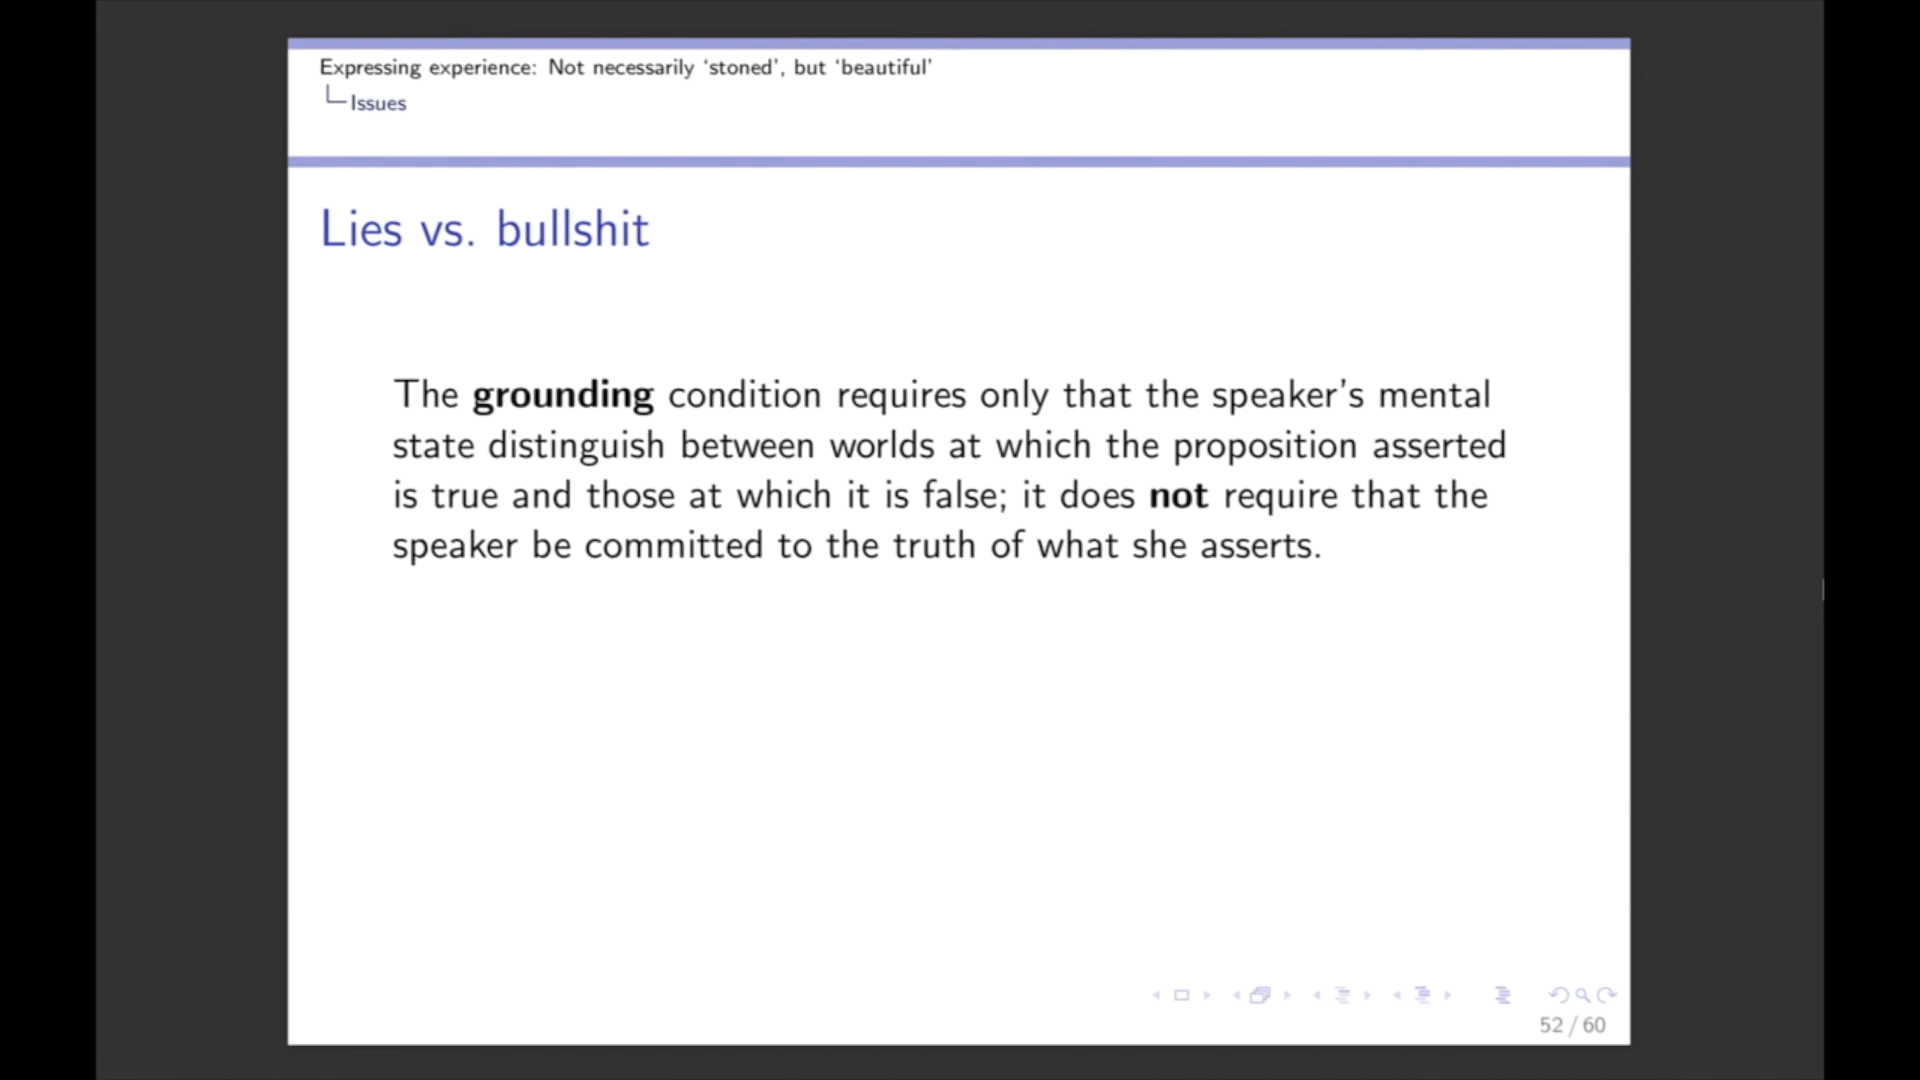 Expressing experience: Not necessarily ‘stoned’, but ‘beautiful’
Issues
Lies vs. bullshit
The grounding condition requires only that the speaker's mental
state distinguish between worlds at which the proposition asserted
is true and those at which it is false; it does not require that the
speaker be committed to the truth of what she asserts.
52 / 60